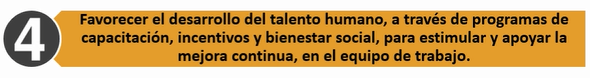 4
Favorecer el desarrollo del talento humano, a través de programas de
capacitación, incentivos y bienestar social, para estimular y apoyar la
mejora continua, en el equipo de trabajo.